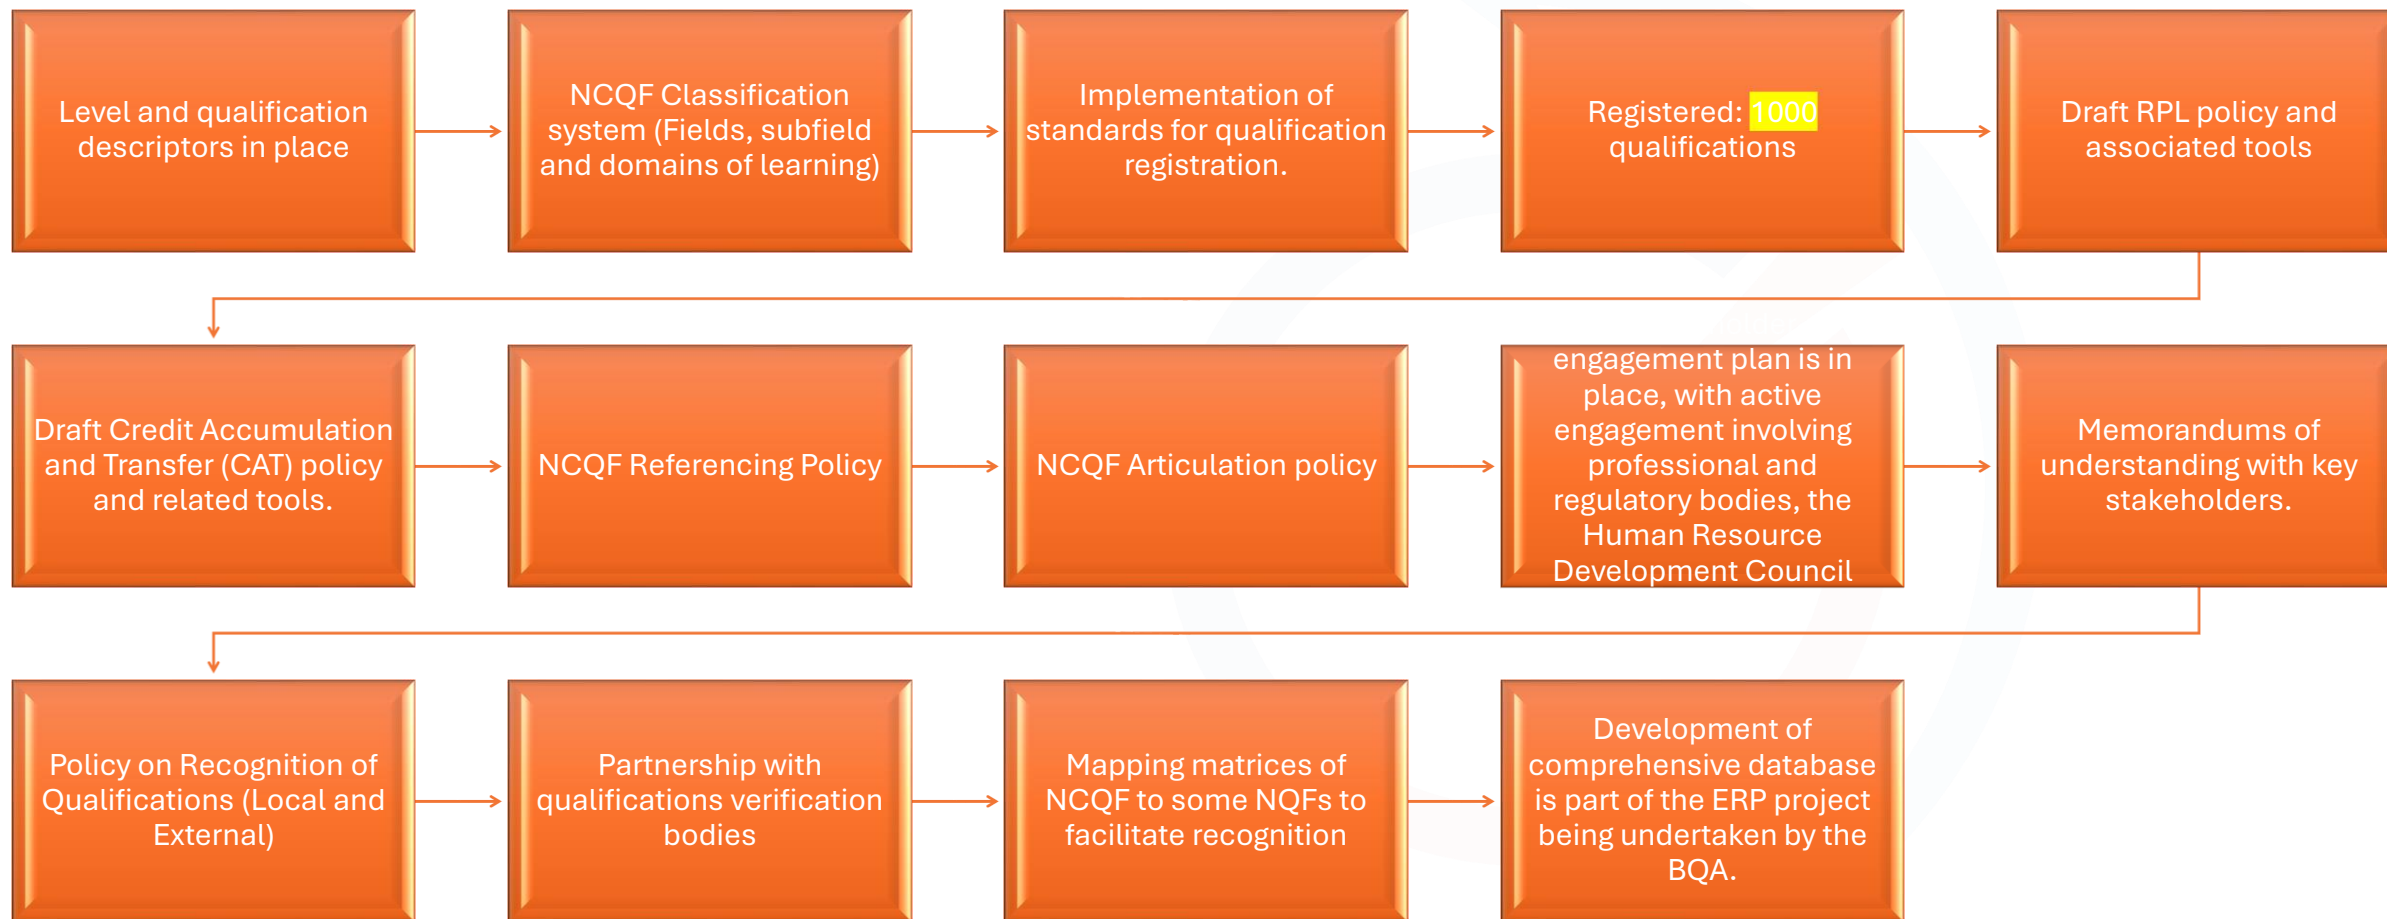 Level and qualification
descriptors in place
NCQF Classification
system (Fields, subfield
and domains of learning)
Implementation of
standards for qualification
registration.
Registered: 1000
qualifications
Draft RPL policy and
associated tools
Draft Credit Accumulation
and Transfer (CAT) policy
and related tools.
NCQF Referencing Policy
NCQF Articulation policy
engagement plan is in
place, with active
engagement involving
professional and
regulatory bodies, the
Human Resource
Development Council
Memorandums of
understanding with key
stakeholders.
Policy on Recognition of
Qualifications (Local and
External)
Partnership with
qualifications verification
bodies
Mapping matrices of
NCQF to some NQFs to
facilitate recognition
Development of
comprehensive database
is part of the ERP project
being undertaken by the
BQA.